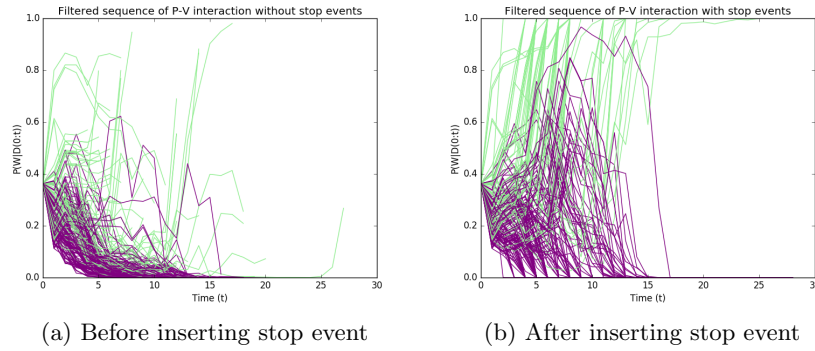 Filtered sequence of P-V interaction without stop events
1.0
0.8
0.6
0.4
0.2
0.0
P(W|D(0:t))
0 5 10 15 20 25 30
Time (t)
(a) Before inserting stop event
Filtered sequence of P-V interaction with stop events
1.0
0.8
0.6
0.4
0.2
0.0
P(W|D(0:t))
0 5 10 15 20 25 30
Time (t)
(b) After inserting stop event